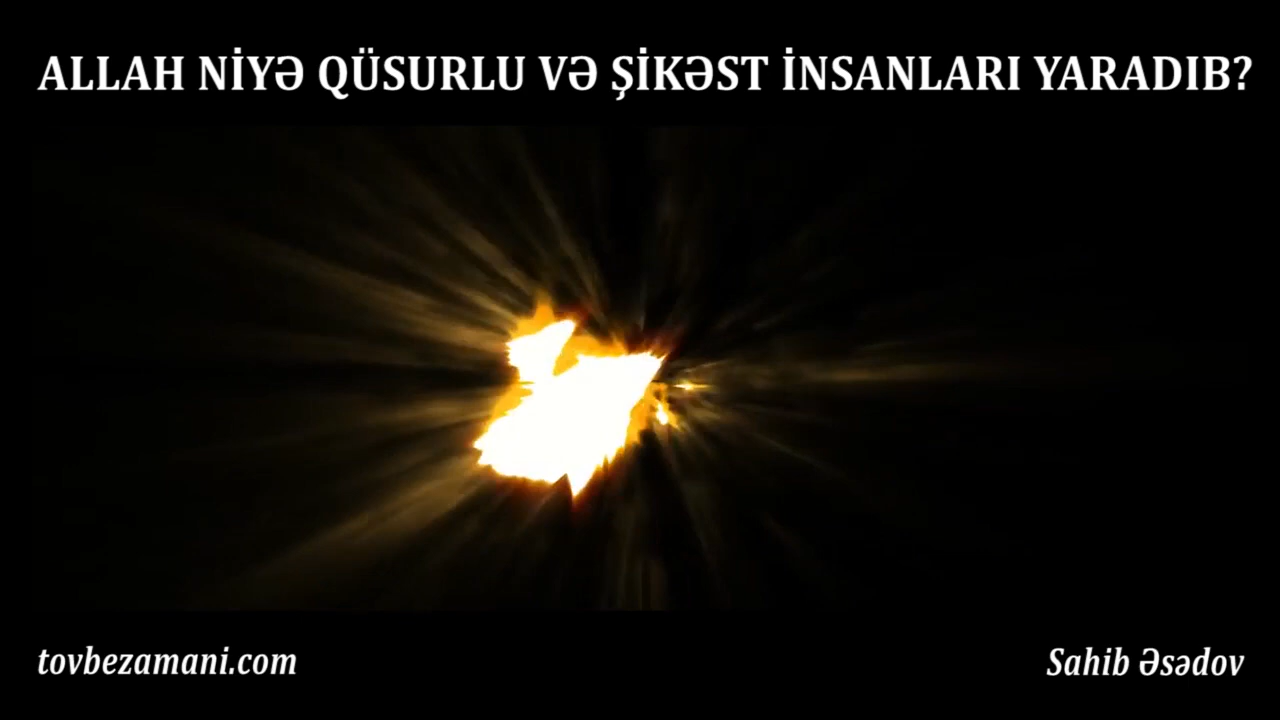 ALLAH NİYƏ QÜSURLU VƏ ŞİKƏST İNSANLARI YARADIB?
tovbezamani.com
Sahib Əsədov